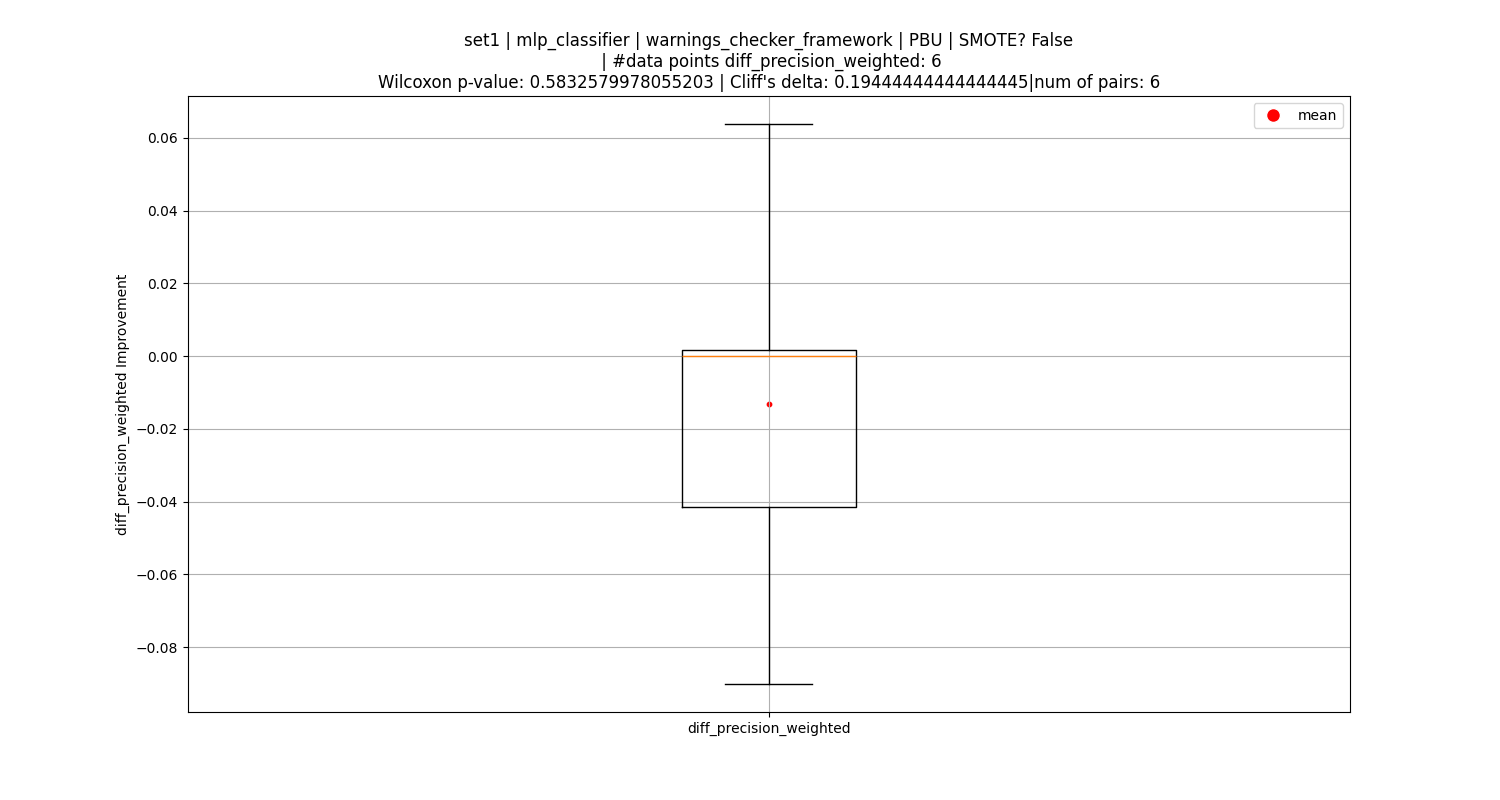 set1 | mlp_classifier | warnings_checker_framework | PBU | SMOTE? False
| #data points diff_precision_weighted: 6
Wilcoxon p-value: 0.5832579978055203 | Cliff's delta: 0.19444444444444445|num of pairs: 6
mean
0.06
0.04
0.02
0.00
−0.02
−0.04
−0.06
−0.08
diff_precision_weighted Improvement
diff_precision_weighted